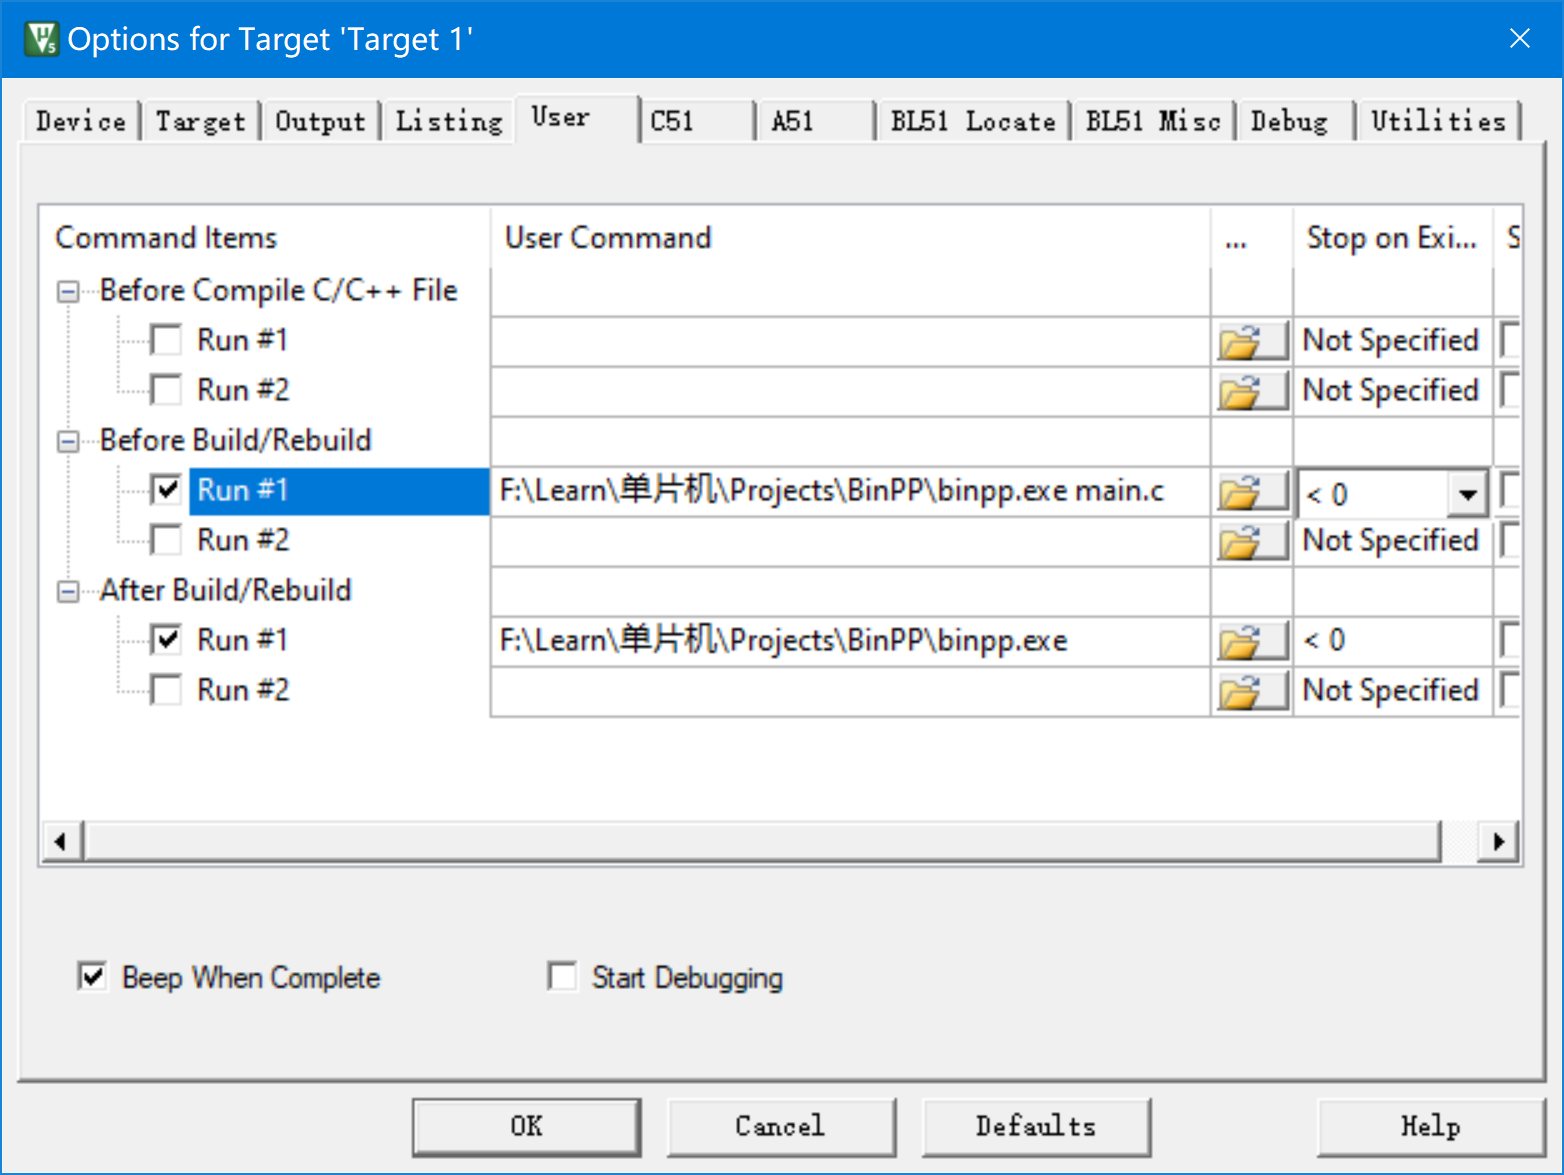 Options for Target 'Target 1'
Device Target Output Listing User C51 A51 BL51 Locate BL51 Misc Debug Utilities
Command Items User Command ... Stop on Exi... S
Before Compile C/C++ File
Run #1 Not Specified
Run #2 Not Specified
Before Build/Rebuild
Run #1 F:\Learn\单片机\Projects\BinPP\binpp.exe main.c < 0
Run #2 Not Specified
After Build/Rebuild
Run #1 F:\Learn\单片机\Projects\BinPP\binpp.exe < 0
Run #2 Not Specified
Beep When Complete Start Debugging
OK Cancel Defaults Help